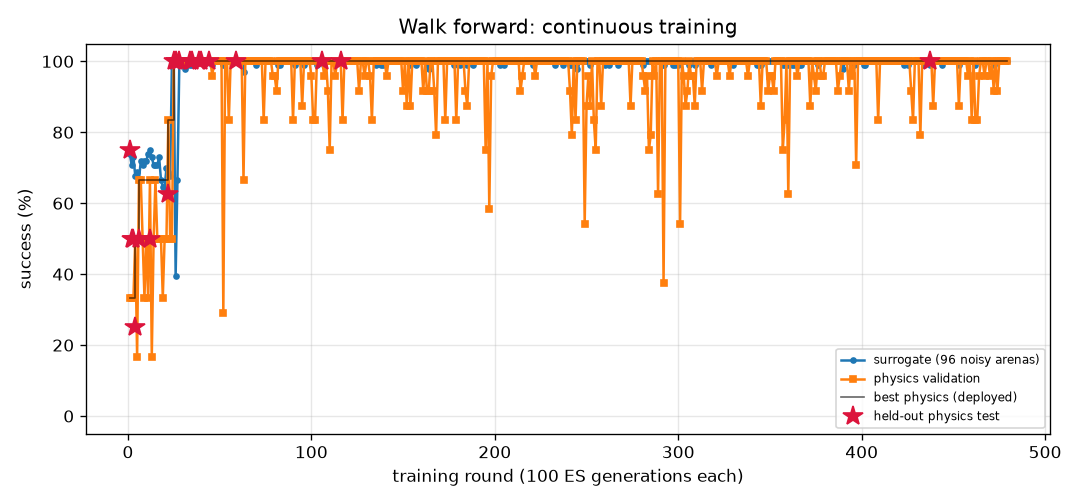 Walk forward: continuous training
success (%)
100
80
60
40
20
0
0
100
200
300
400
500
training round (100 ES generations each)
surrogate (96 noisy arenas)
physics validation
best physics (deployed)
held-out physics test